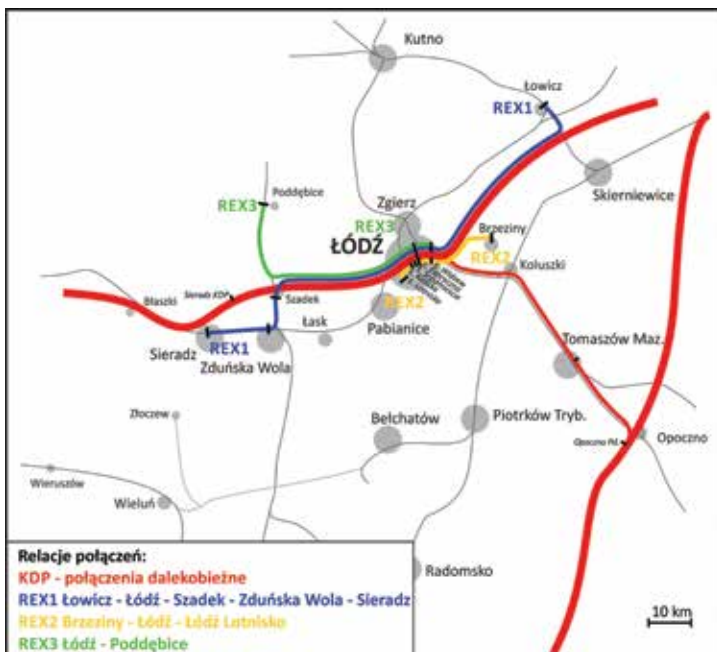 Kutno
Łowicz
REX1
Skierniewice
Poddębice
REX3
Zgierz
REX3
ŁÓDŹ
Brzeziny
REX2
Koluszki
Sieradz KDP
Błaszki
Szadek
REX2
Łask
Pabianice
REX1
Sieradz
Zduńska Wola
Tomaszów Maz.
Złoczew
Bełchatów
Piotrków Tryb.
Opoczno Płd.
Opoczno
Wieruszów
Wieluń
Radomsko
Relacje połączeń:
KDP - połączenia dalekobieżne
REX1 Łowicz - Łódź - Szadek - Zduńska Wola - Sieradz
REX2 Brzeziny - Łódź - Łódź Lotnisko
REX3 Łódź - Poddębice
10 km